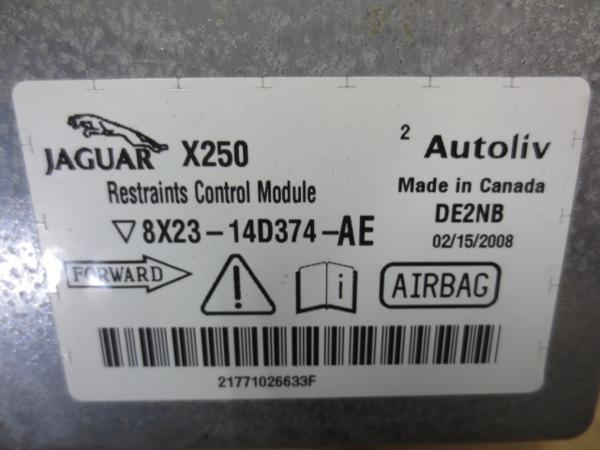 JAGUAR X250
2 Autoliv
Restraints Control Module
Made in Canada
▽8X23-14D374-AE
DE2NB
02/15/2008
FORWARD
i
AIRBAG
21771026633F